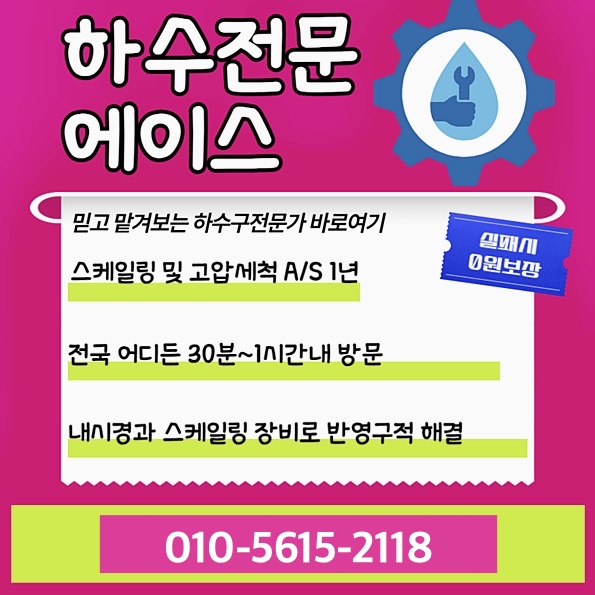 하수전문
에이스
믿고 맡겨보는 하수구전문가 바로여기
실패시
0원보장
스케일링 및 고압세척 A/S 1년
전국 어디든 30분~1시간내 방문
내시경과 스케일링 장비로 반영구적 해결
010-5615-2118